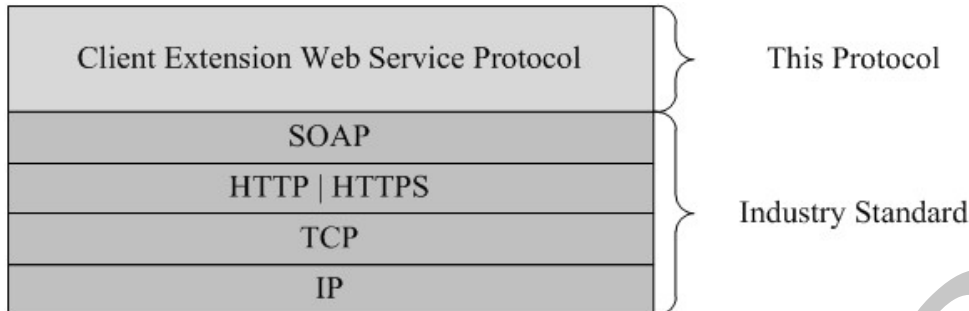 Client Extension Web Service Protocol
This Protocol
SOAP
HTTP | HTTPS
TCP
IP
Industry Standard